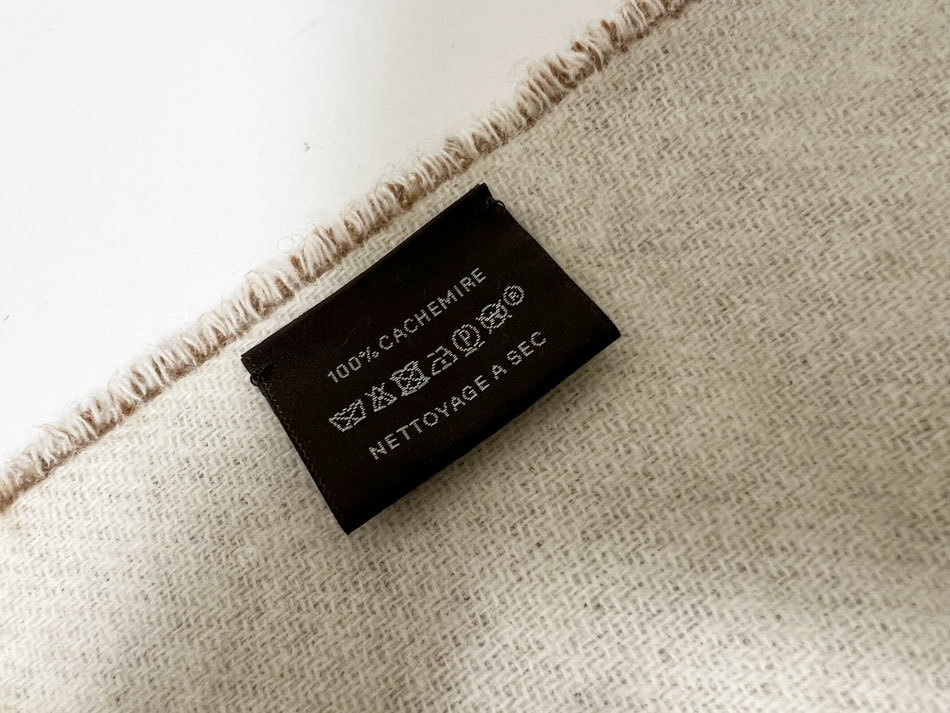 100% CACHEMIRE
®
NETTOYAGE A SEC